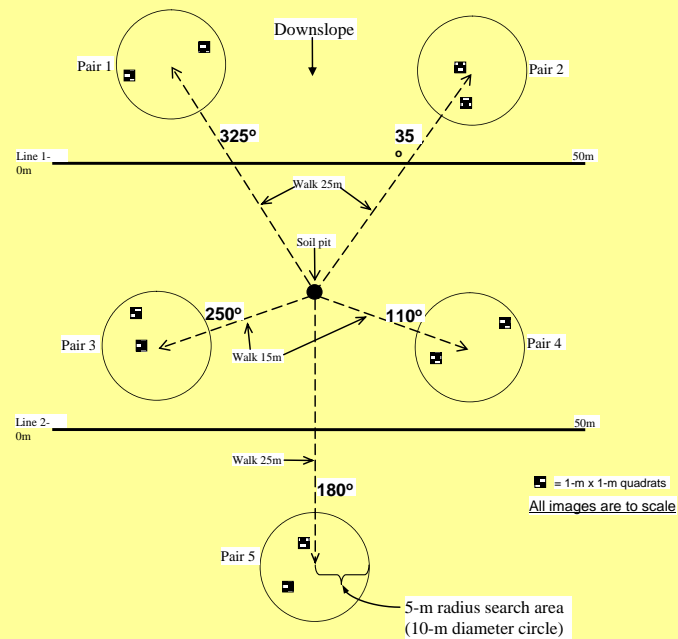 Downslope
Pair 1
Pair 2
325º
35
º
Line 1-
0m
50m
Walk 25m
Soil pit
250º
110º
Pair 3
Walk 15m
Pair 4
Line 2-
0m
50m
Walk 25m
180º
= 1-m x 1-m quadrats
All images are to scale
Pair 5
5-m radius search area
(10-m diameter circle)